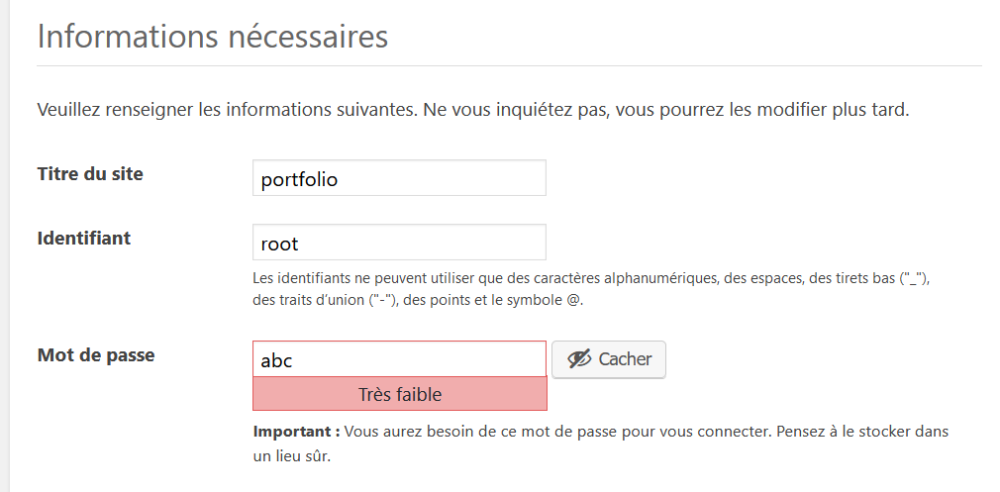 Informations nécessaires
Veuillez renseigner les informations suivantes. Ne vous inquiétez pas, vous pourrez les modifier plus tard.
Titre du site
portfolio
Identifiant
root
Les identifiants ne peuvent utiliser que des caractères alphanumériques, des espaces, des tirets bas ("_"),
des traits d’union ("-"), des points et le symbole @.
Mot de passe
abc
Cacher
Très faible
Important : Vous aurez besoin de ce mot de passe pour vous connecter. Pensez à le stocker dans
un lieu sûr.